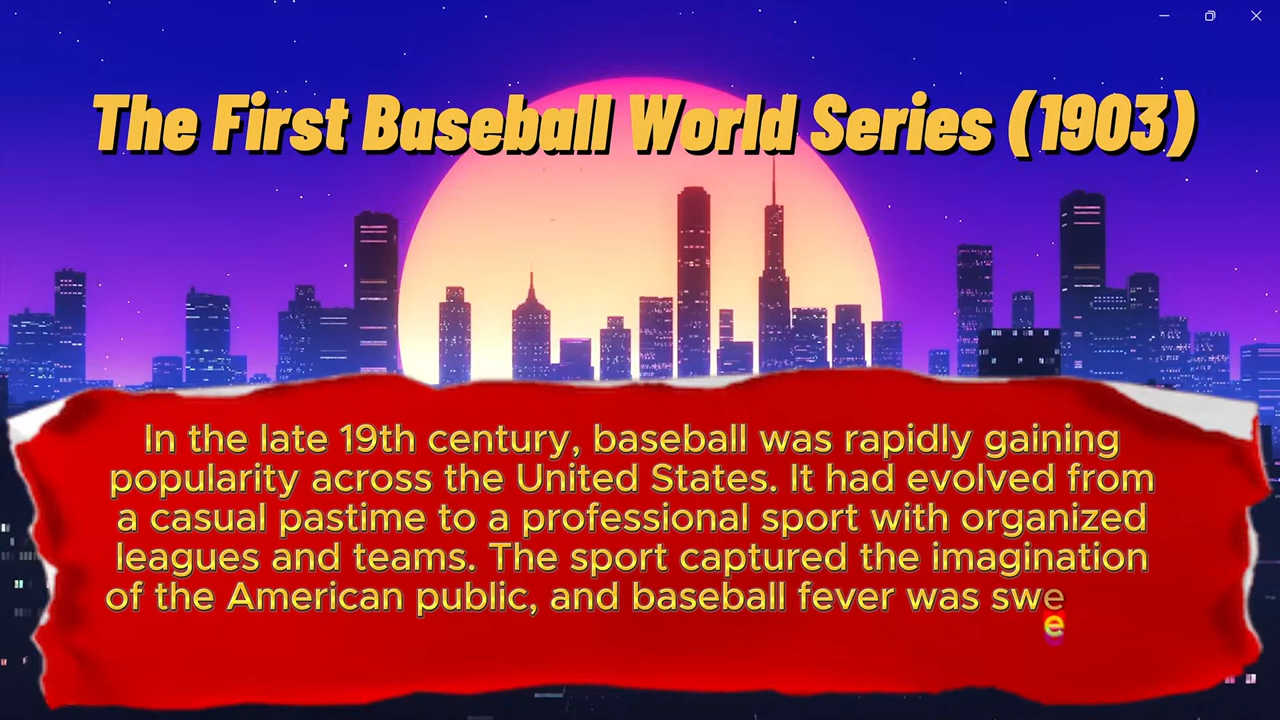 The First Baseball World Series (1903)
In the late 19th century, baseball was rapidly gaining
popularity across the United States. It had evolved from
a casual pastime to a professional sport with organized
leagues and teams. The sport captured the imagination
of the American public, and baseball fever was swe
e